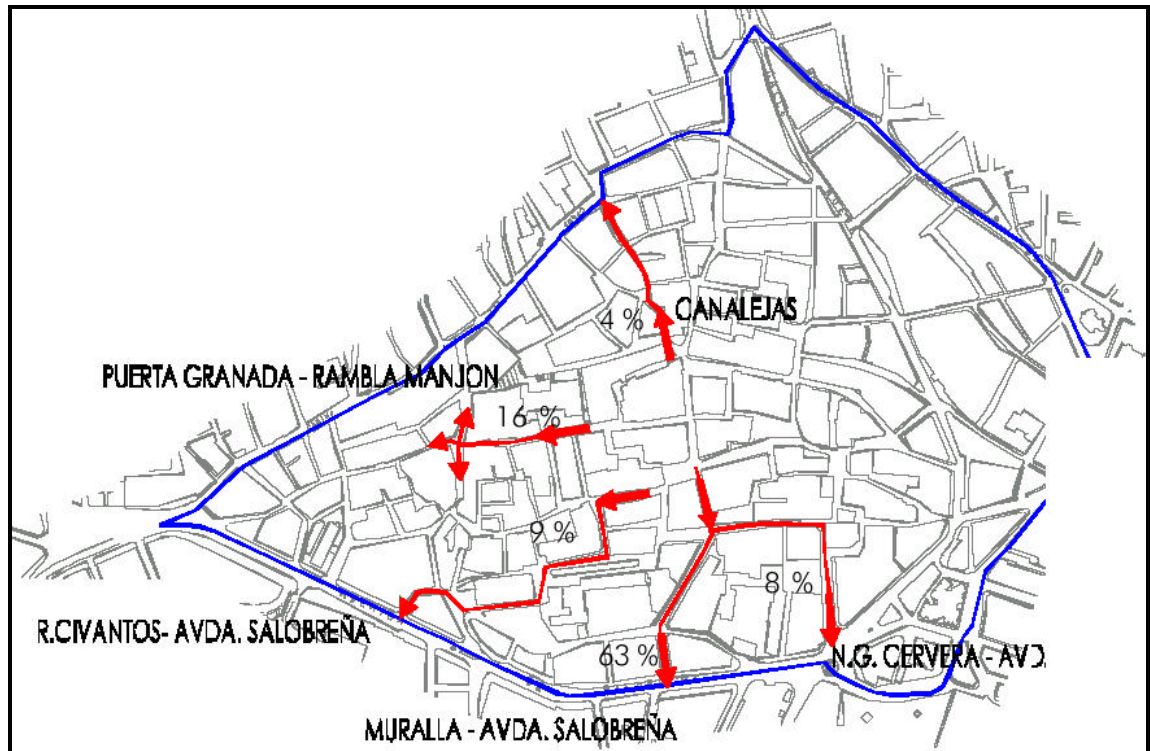 CANALEJAS
4 %
PUERTA GRANADA - RAMBLA MANJON
16 %
9 %
8 %
R.CIVANTOS- AVDA. SALOBREÑA
63 %
N.G. CERVERA - AVD.
MURALLA - AVDA. SALOBREÑA